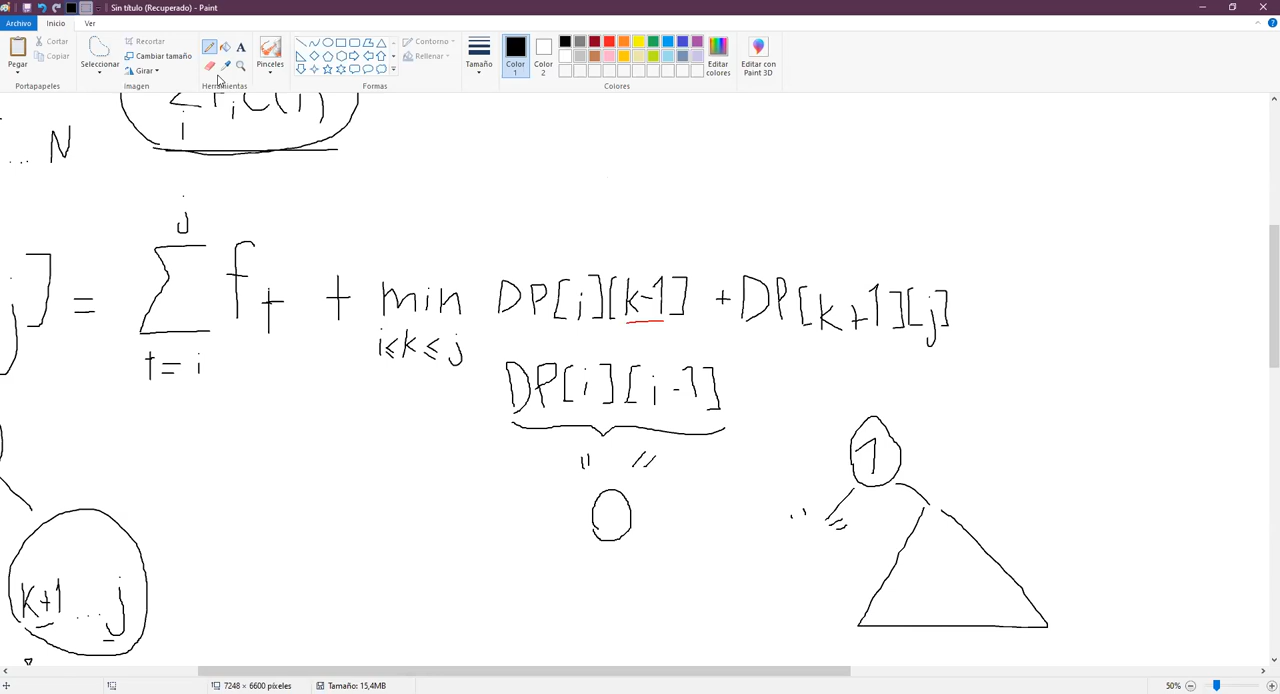 Sin título (Recuperado) - Paint
Archivo Inicio Ver
Pegar
Cortar
Copiar
Portapapeles
Seleccionar
Recortar
Cambiar tamaño
Girar
Imagen
A
Herramientas
Pinceles
Contorno
Rellenar
Formas
Tamaño
Color 1
Color 2
Editar colores
Editar con Paint 3D
Colores
... N
j] = ∑ t=i j f t + min i≤k≤j DP[i][k-1] + DP[k+1][j]
DP[i][i-1]
" "
0
1
k+1 ... j
7248 × 6600 píxeles
Tamaño: 15,4MB
50%